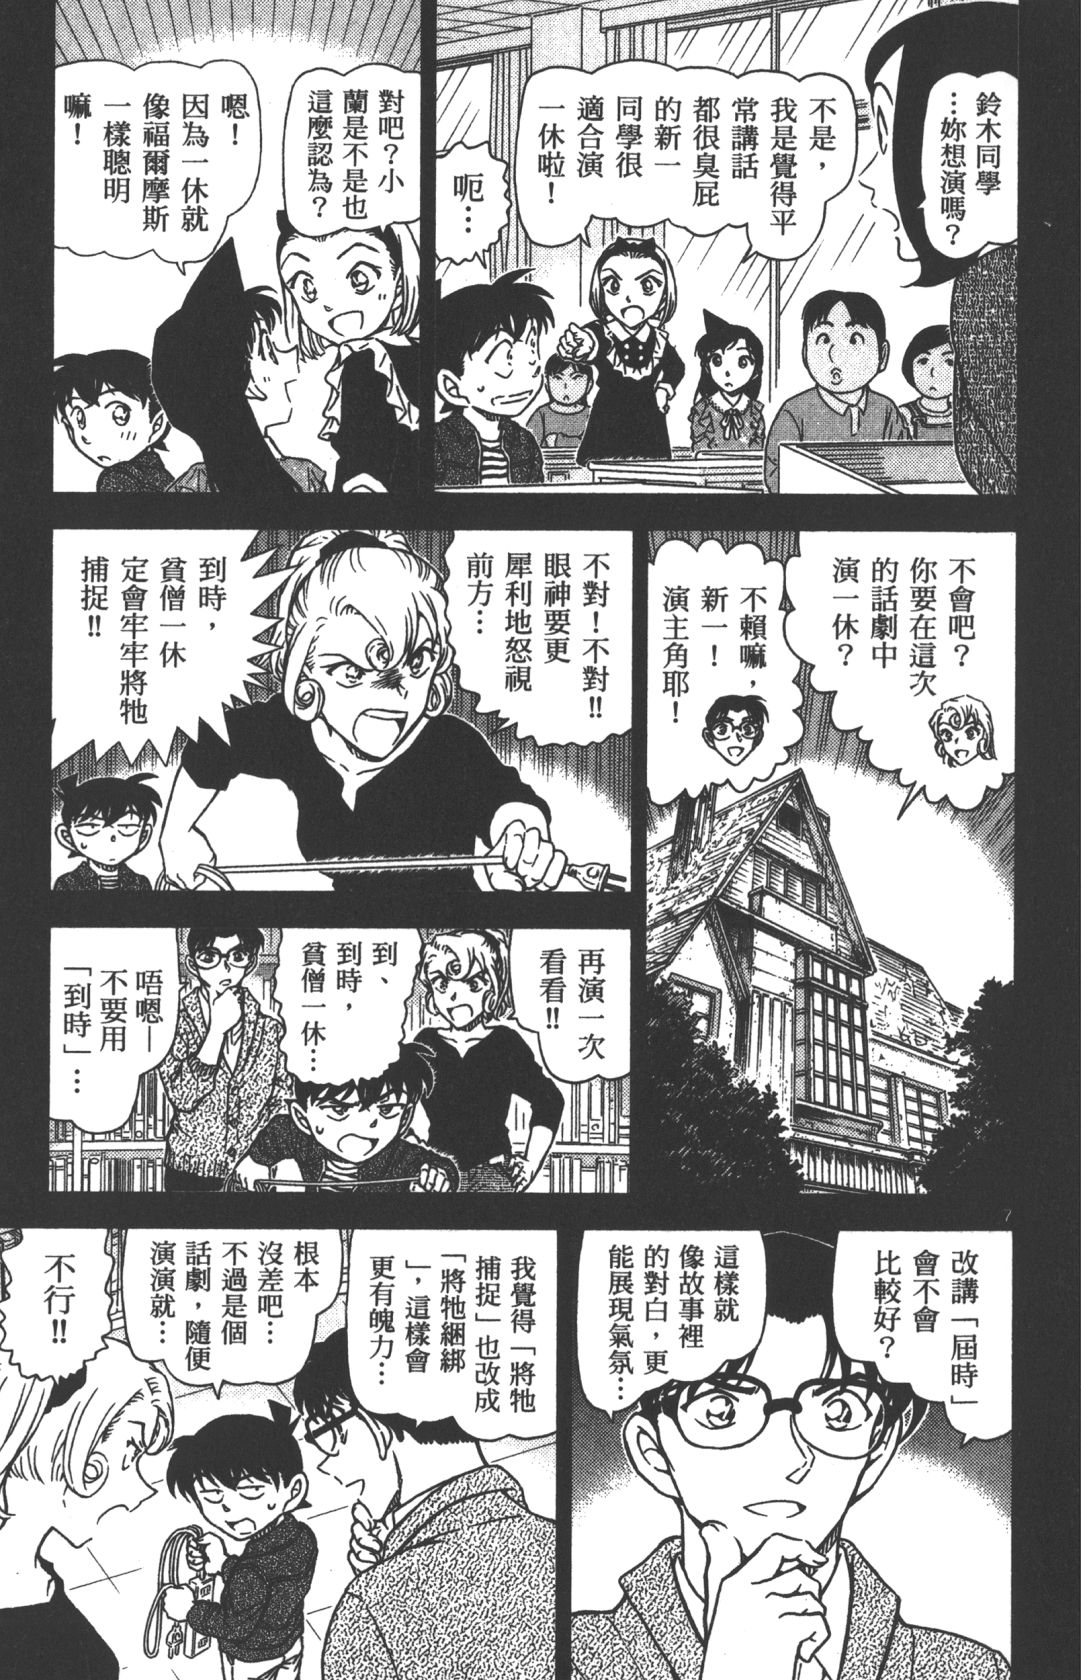 鈴木同學
…妳想演嗎？
不是，
我是覺得平
常講話
都很臭屁
的新一
同學很
適合演
一休啦！
呃…
對吧？小
蘭是不是也
這麼認為？
嗯！
因為一休就
像福爾摩斯
一樣聰明
嘛！
不會吧？
你要在這次
的話劇中
演一休？
不賴嘛，
新一！
演主角耶！
不對！不對!!
眼神要更
犀利地怒視
前方…
到時，
貧僧一休
定會牢牢將牠
捕捉!!
再演一次
看看!!
到、
到時，
貧僧一休…
唔嗯—
不要用
「到時」…
改講「屆時」
會不會
比較好？
這樣就
像故事裡
的對白，更
能展現氣氛…
我覺得「將牠
捕捉」也改成
「將牠綑綁
」，這樣會
更有魄力…
根本
沒差吧…
不過是個
話劇，隨便
演演就…
不行!!